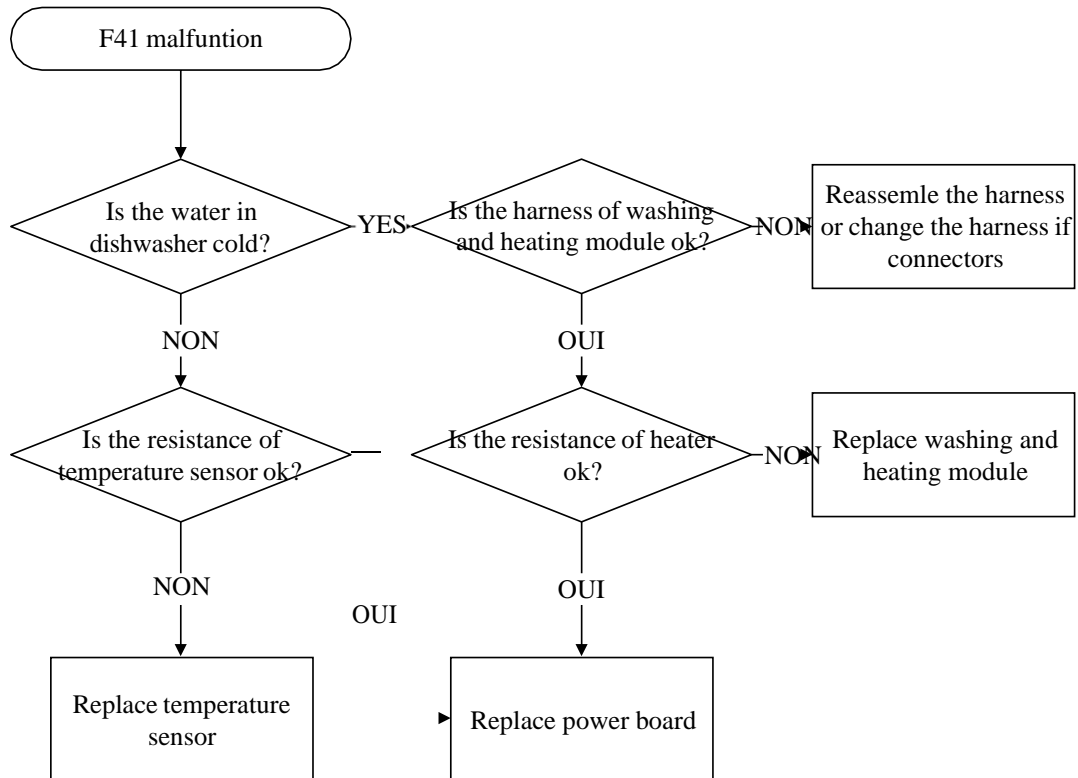 F41 malfuntion
Is the water in
dishwasher cold?
YES
Is the harness of washing
and heating module ok?
NON
Reassemle the harness
or change the harness if
connectors
NON
OUI
Is the resistance of
temperature sensor ok?
Is the resistance of heater
ok?
NON
Replace washing and
heating module
NON
OUI
OUI
Replace temperature
sensor
Replace power board